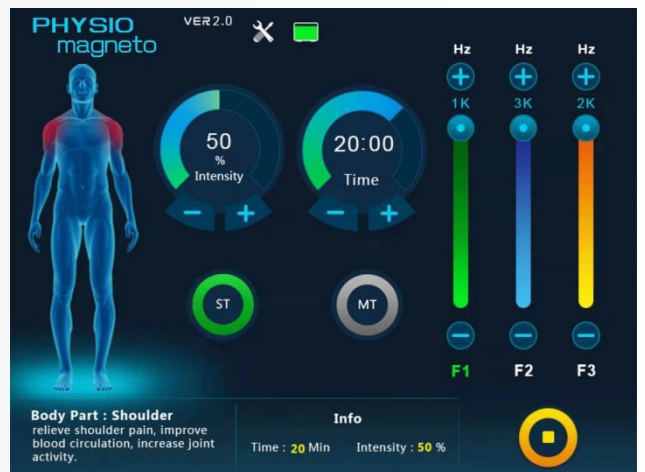 PHYSIO
magneto
VER2.0
Hz
Hz
Hz
1K
3K
2K
50
%
Intensity
20:00
Time
ST
MT
F1
F2
F3
Body Part : Shoulder
relieve shoulder pain, improve
blood circulation, increase joint
activity.
Info
Time : 20 Min
Intensity : 50 %